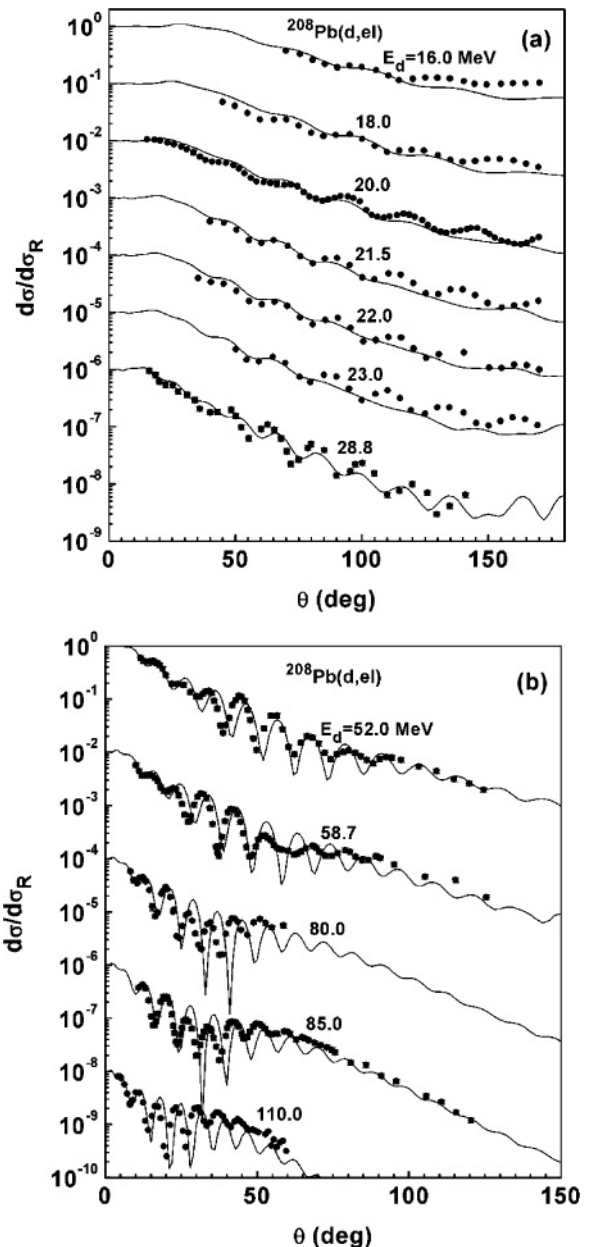 ²⁰⁸Pb(d,el)
(a)
E_d=16.0 MeV
18.0
20.0
21.5
22.0
23.0
28.8
10⁰
10⁻¹
10⁻²
10⁻³
10⁻⁴
10⁻⁵
10⁻⁶
10⁻⁷
10⁻⁸
10⁻⁹
dσ/dσ_R
0 50 100 150
θ (deg)
²⁰⁸Pb(d,el)
(b)
E_d=52.0 MeV
58.7
80.0
85.0
110.0
10⁰
10⁻¹
10⁻²
10⁻³
10⁻⁴
10⁻⁵
10⁻⁶
10⁻⁷
10⁻⁸
10⁻⁹
10⁻¹⁰
dσ/dσ_R
0 50 100 150
θ (deg)